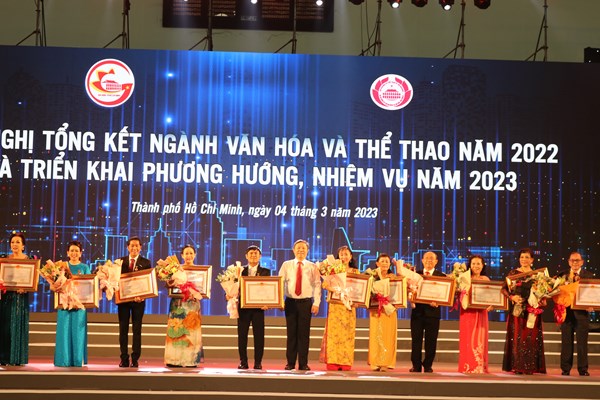 NGHỊ TỔNG KẾT NGÀNH VĂN HÓA VÀ THỂ THAO NĂM 2022
VÀ TRIỂN KHAI PHƯƠNG HƯỚNG, NHIỆM VỤ NĂM 2023
Thành phố Hồ Chí Minh, ngày 04 tháng 3 năm 2023